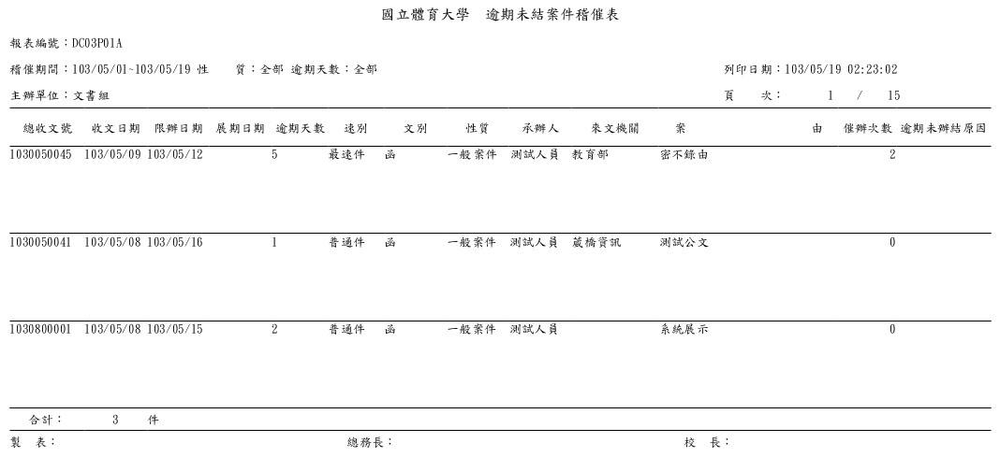 國立體育大學　逾期未結案件稽催表
報表編號：DC03P01A
稽催期間：103/05/01~103/05/19 性　　質：全部 逾期天數：全部　列印日期：103/05/19 02:23:02
主辦單位：文書組　頁　　次：　1　/　15
總收文號　收文日期　限辦日期　展期日期　逾期天數　速別　文別　性質　承辦人　來文機關　案　由　催辦次數　逾期未辦結原因
1030050045　103/05/09　103/05/12　5　最速件　函　一般案件　測試人員　教育部　密不錄由　2
1030050041　103/05/08　103/05/16　1　普通件　函　一般案件　測試人員　葳橋資訊　測試公文　0
1030800001　103/05/08　103/05/15　2　普通件　函　一般案件　測試人員　系統展示　0
合計：　3　件
製　表：　總務長：　校　長：